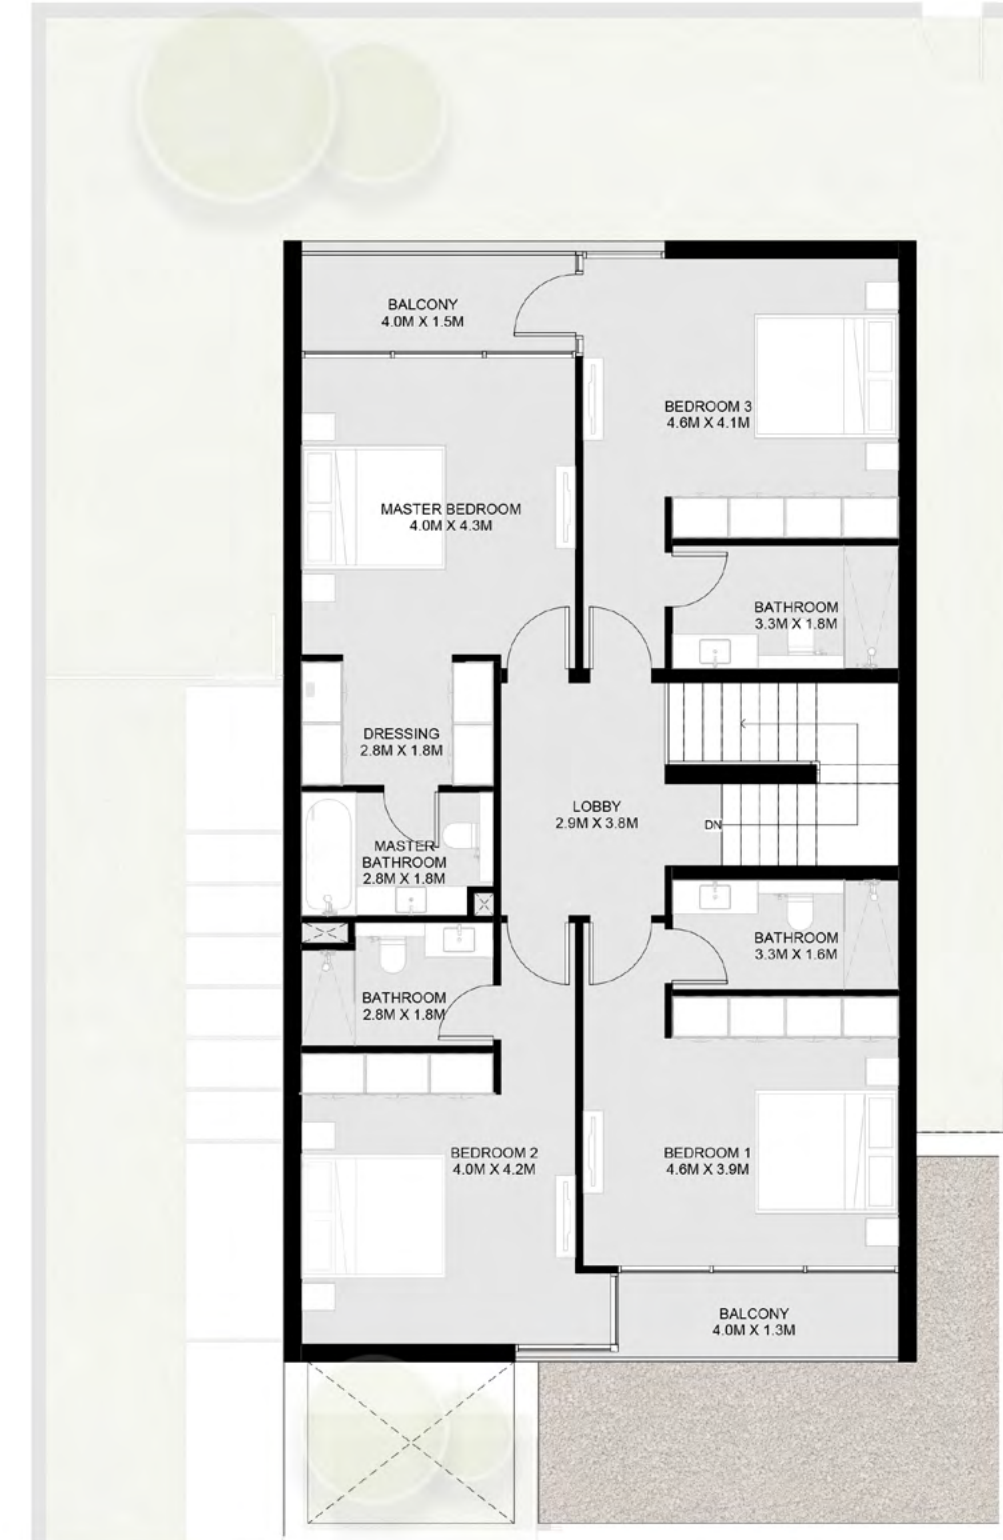 BALCONY
4.0M X 1.5M
BEDROOM 3
4.6M X 4.1M
MASTER BEDROOM
4.0M X 4.3M
BATHROOM
3.3M X 1.8M
DRESSING
2.8M X 1.8M
LOBBY
2.9M X 3.8M
DN
MASTER
BATHROOM
2.8M X 1.8M
BATHROOM
3.3M X 1.6M
BATHROOM
2.8M X 1.8M
BEDROOM 2
4.0M X 4.2M
BEDROOM 1
4.6M X 3.9M
BALCONY
4.0M X 1.3M